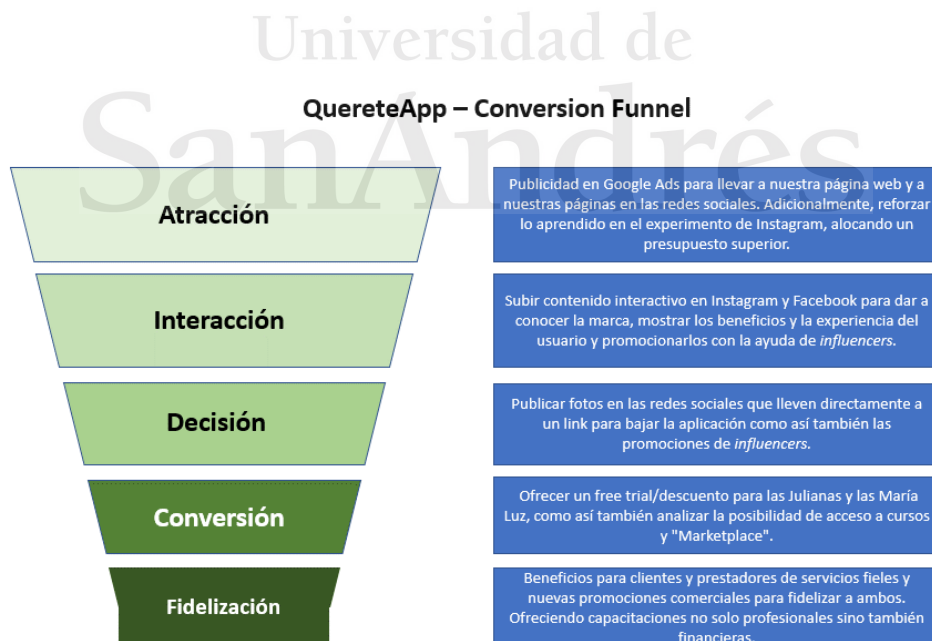 Universidad de
SanAndrés
QuereteApp – Conversion Funnel
Atracción
Publicidad en Google Ads para llevar a nuestra página web y a
nuestras páginas en las redes sociales. Adicionalmente, reforzar
lo aprendido en el experimento de Instagram, alocando un
presupuesto superior.
Interacción
Subir contenido interactivo en Instagram y Facebook para dar a
conocer la marca, mostrar los beneficios y la experiencia del
usuario y promocionarlos con la ayuda de influencers.
Decisión
Publicar fotos en las redes sociales que lleven directamente a
un link para bajar la aplicación como así también las
promociones de influencers.
Conversión
Ofrecer un free trial/descuento para las Julianas y las María
Luz, como así también analizar la posibilidad de acceso a cursos
y "Marketplace".
Fidelización
Beneficios para clientes y prestadores de servicios fieles y
nuevas promociones comerciales para fidelizar a ambos.
Ofreciendo capacitaciones no solo profesionales sino también
financieras.